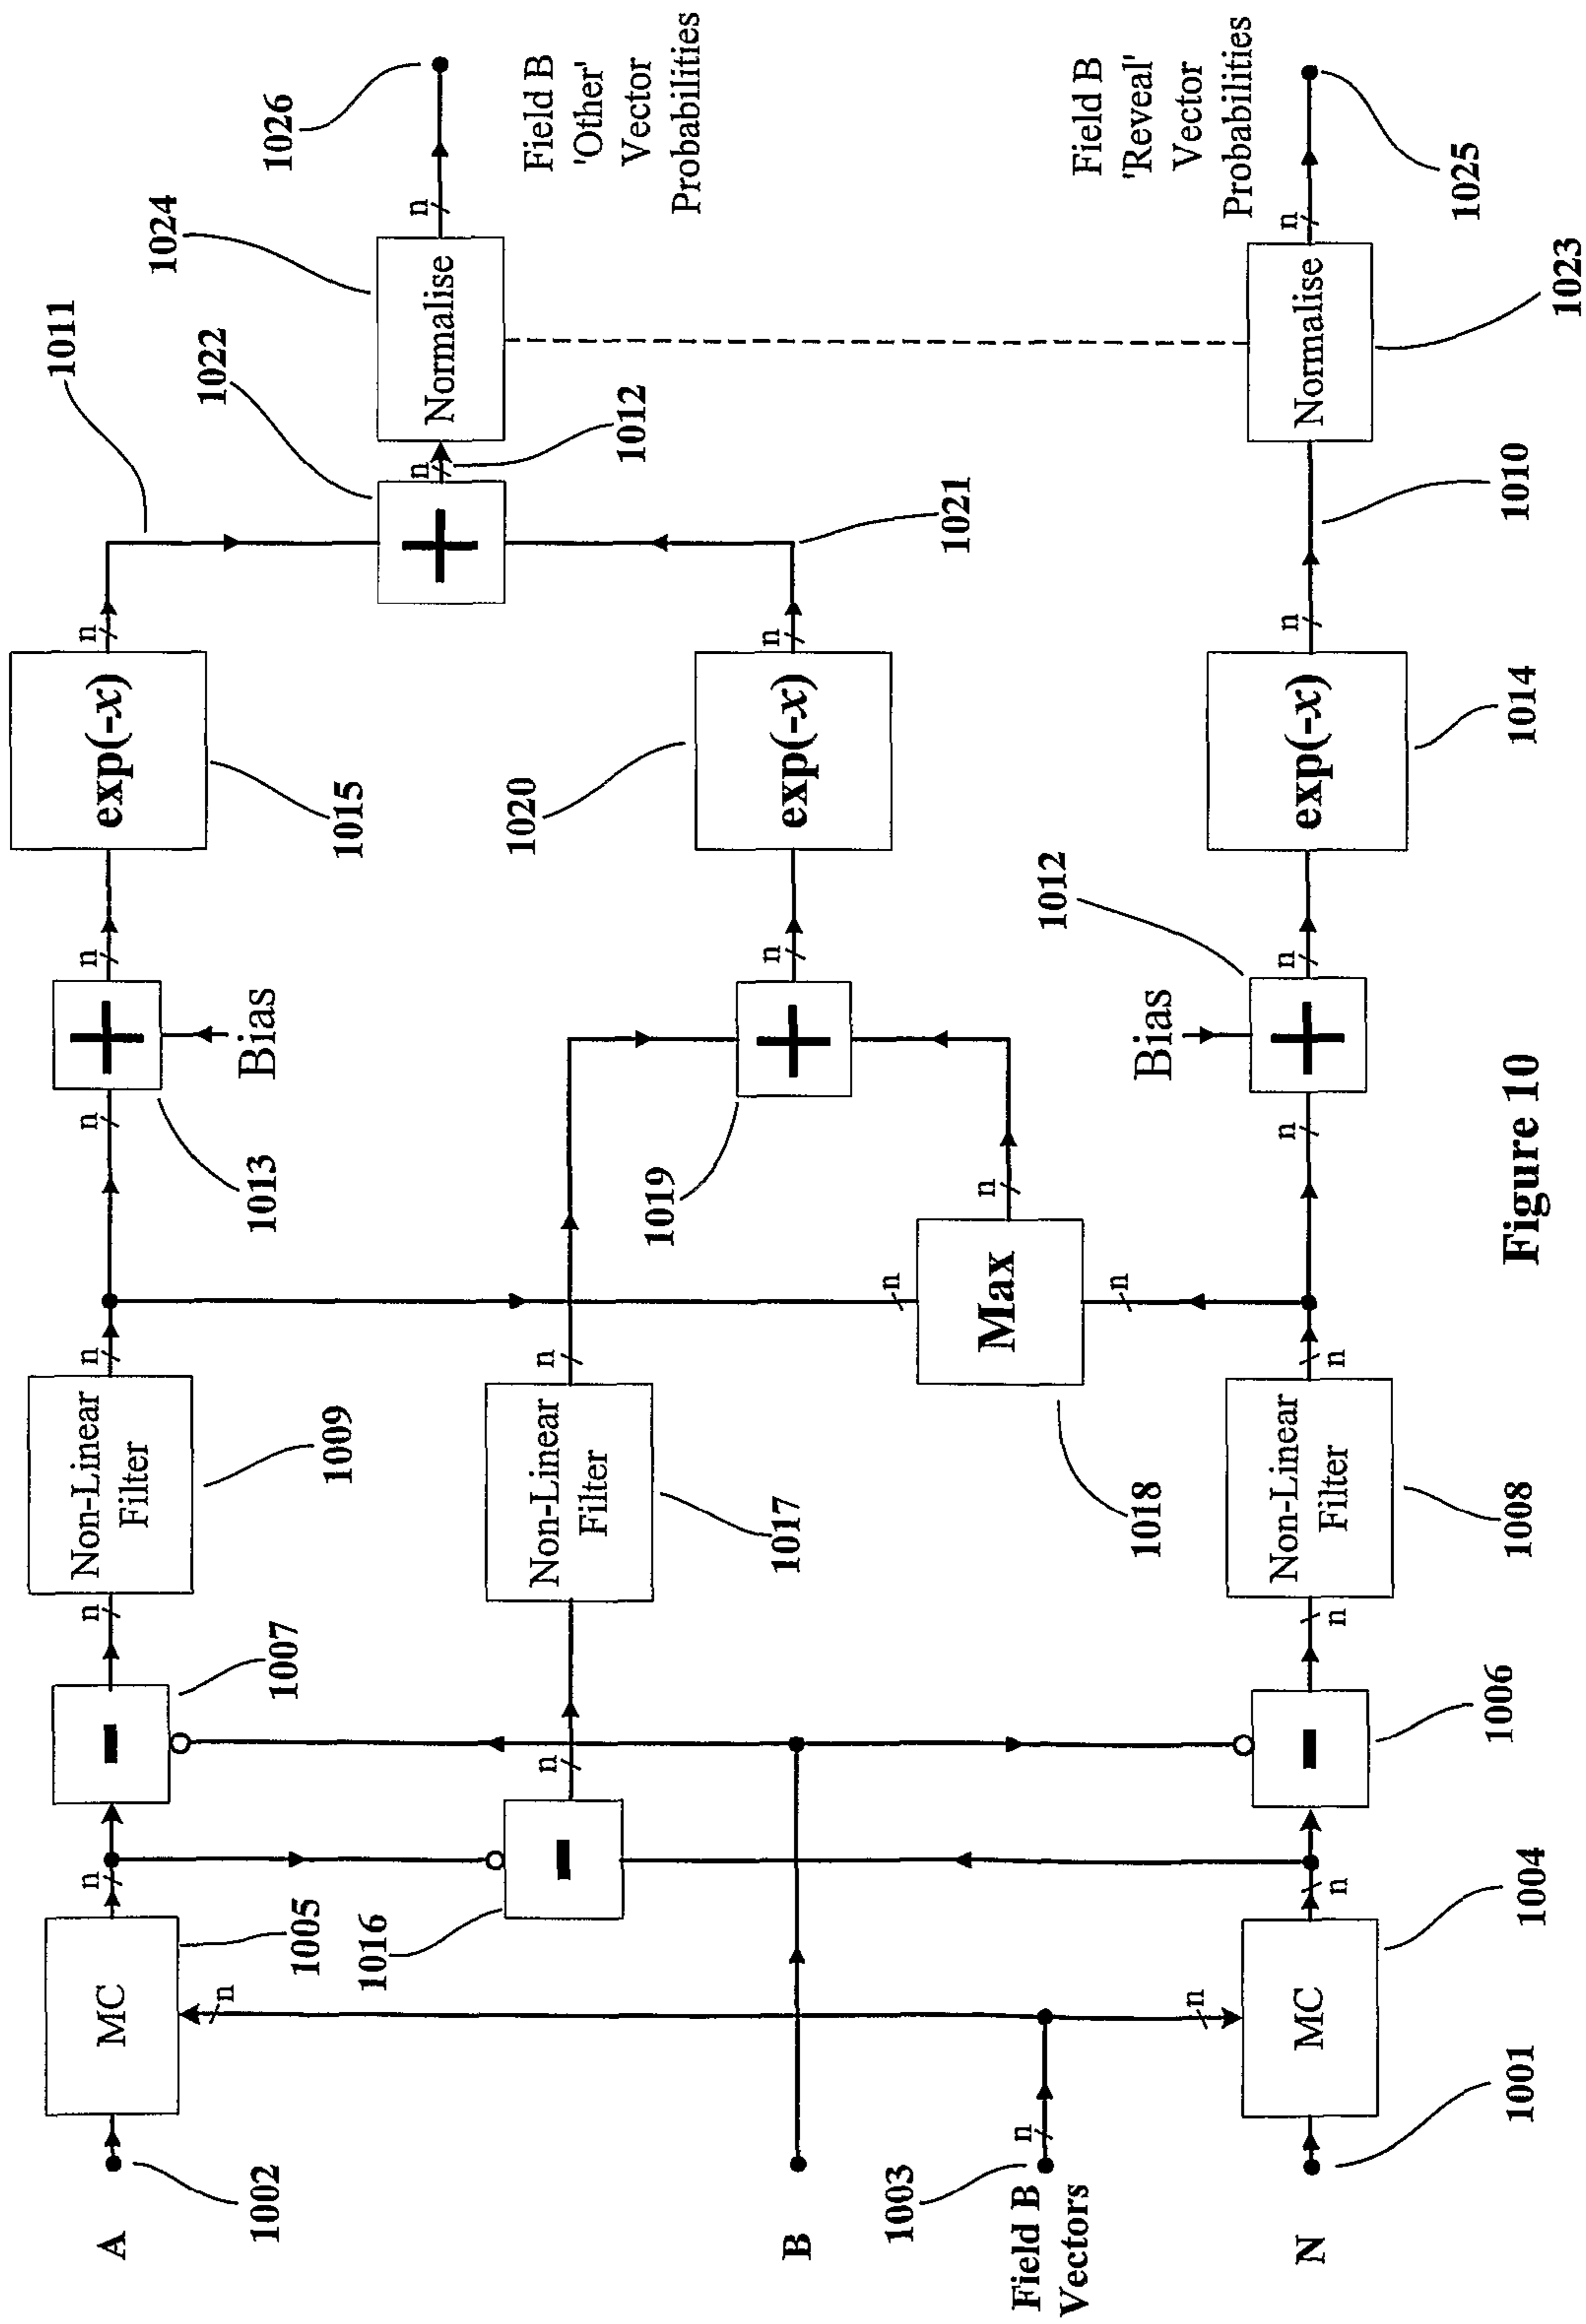 A
1002
MC
1005
n
n
−
1007
n
Non-Linear
Filter
1009
n
n
+
1013
Bias
n
exp(-x)
1015
n
1011
1016
−
n
Non-Linear
Filter
1017
n
n
+
1022
n
1012
Normalise
1024
n
1026
Field B
'Other'
Vector
Probabilities
B
1019
+
n
exp(-x)
1020
n
1021
1003
Field B
Vectors
n
n
Max
1018
n
n
N
1001
MC
1004
n
−
1006
n
Non-Linear
Filter
1008
n
n
+
1012
Bias
n
exp(-x)
1014
n
1010
Normalise
1023
n
1025
Field B
'Reveal'
Vector
Probabilities
Figure 10